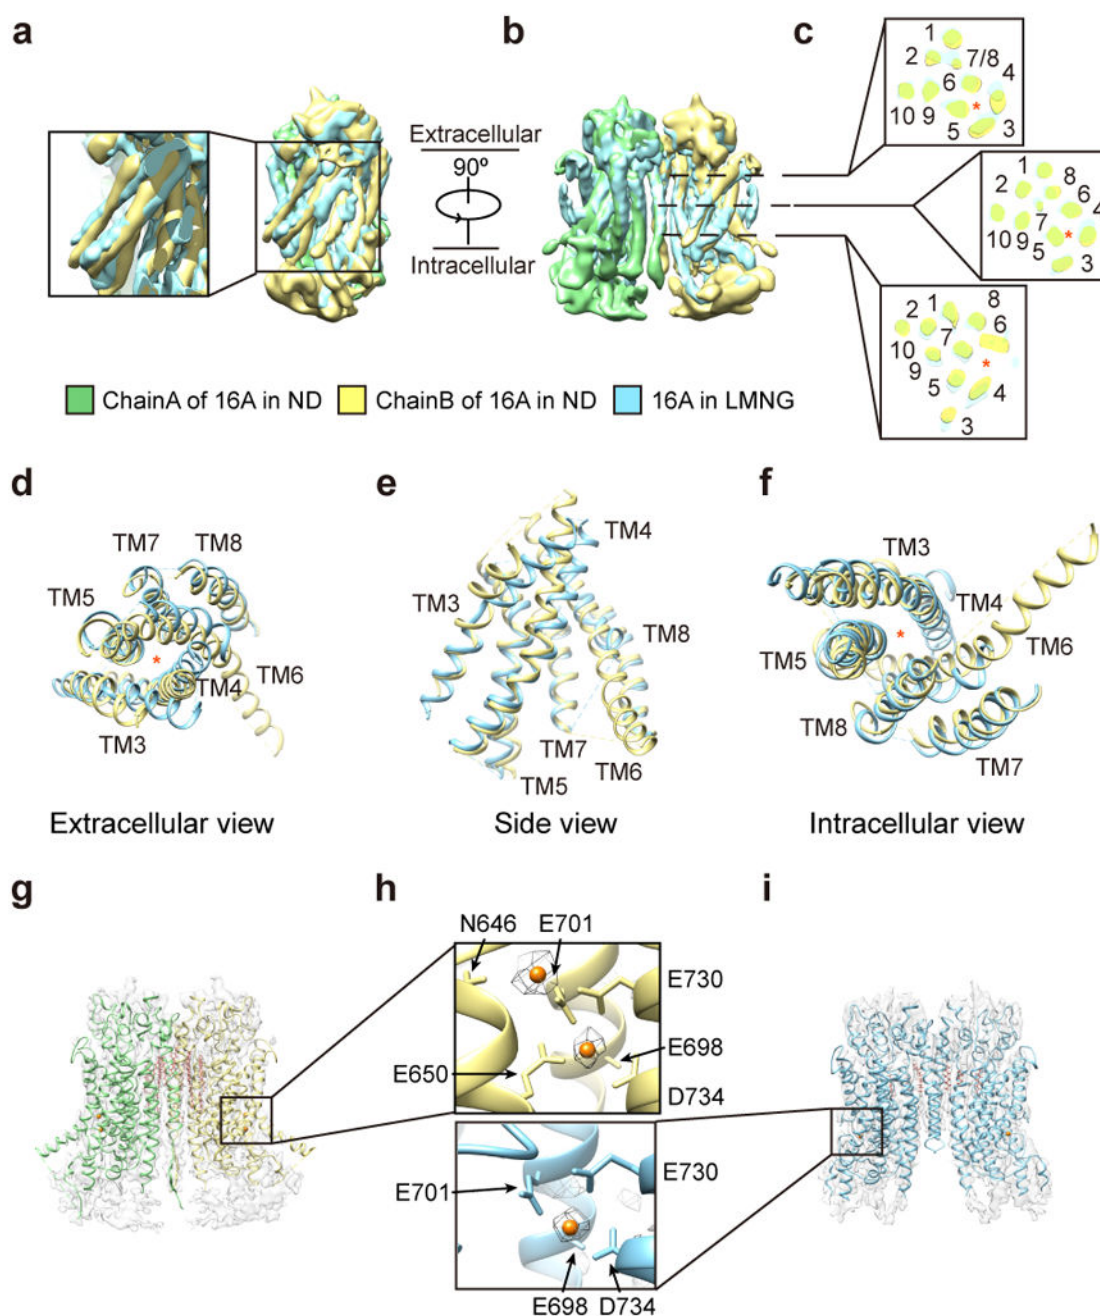 a
b
c
Extracellular
90º
Intracellular
1
2
7/8
4
6
10
9
5
3
1
2
8
6
4
7
10
9
5
3
1
8
2
6
7
10
9
5
4
3
ChainA of 16A in ND
ChainB of 16A in ND
16A in LMNG
d
e
f
TM7
TM8
TM5
TM6
TM4
TM3
Extracellular view
TM4
TM3
TM8
TM7
TM6
TM5
Side view
TM3
TM4
TM5
TM6
TM8
TM7
Intracellular view
g
h
i
N646
E701
E730
E698
E650
D734
E730
E701
E698
D734